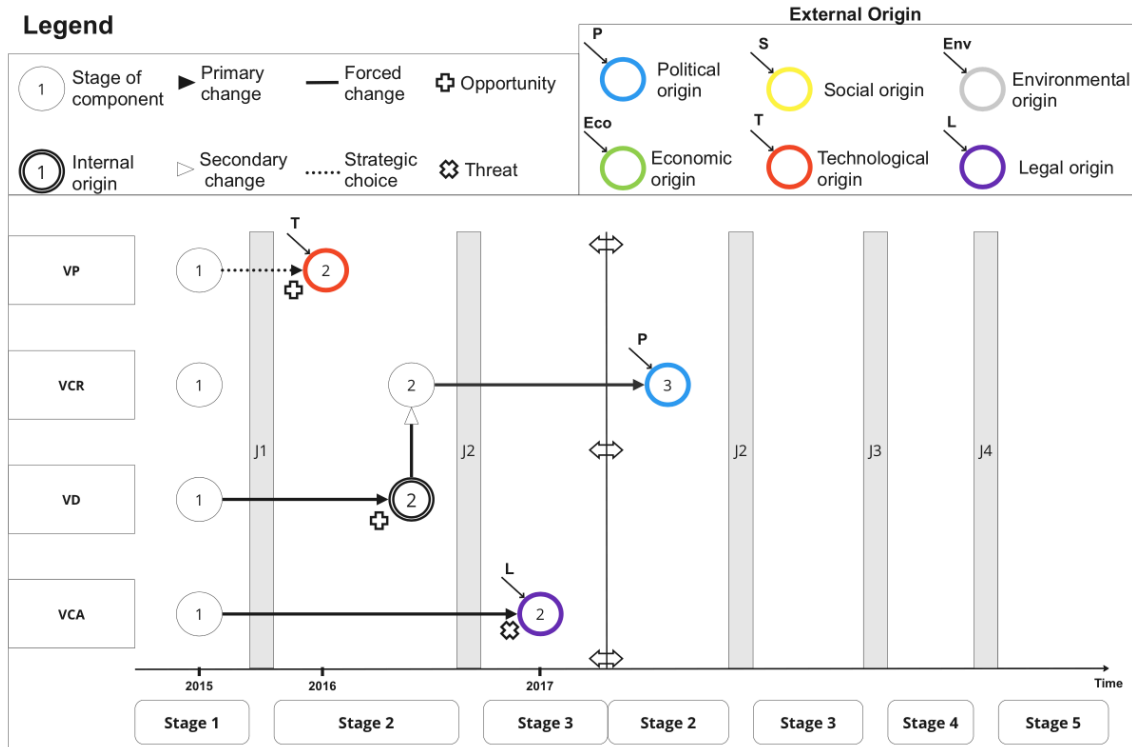 Legend
External Origin
1
Stage of
component
Primary
change
Forced
change
Opportunity
1
Internal
origin
Secondary
change
Strategic
choice
Threat
P
Political
origin
S
Social origin
Env
Environmental
origin
Eco
Economic
origin
T
Technological
origin
L
Legal origin
VP
1
T
2
VCR
1
2
P
3
J1
J2
J2
J3
J4
VD
1
2
VCA
1
L
2
2015
2016
2017
Time
Stage 1
Stage 2
Stage 3
Stage 2
Stage 3
Stage 4
Stage 5